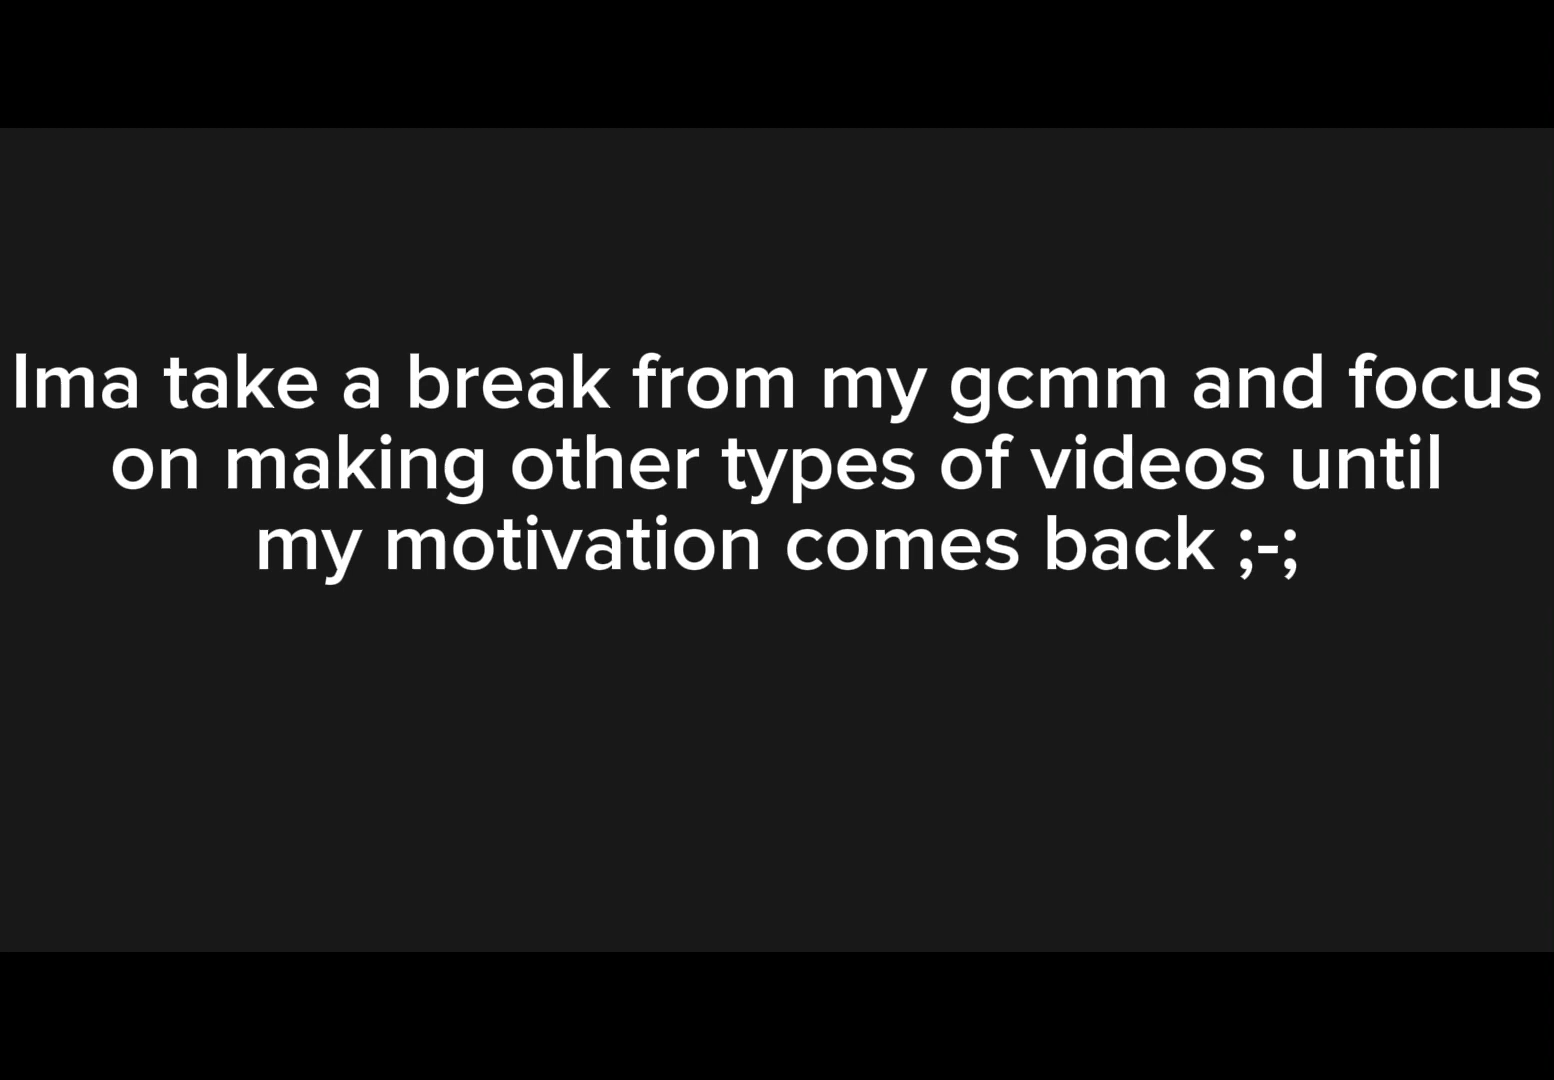 Ima take a break from my gcmm and focus
on making other types of videos until
my motivation comes back ;-;